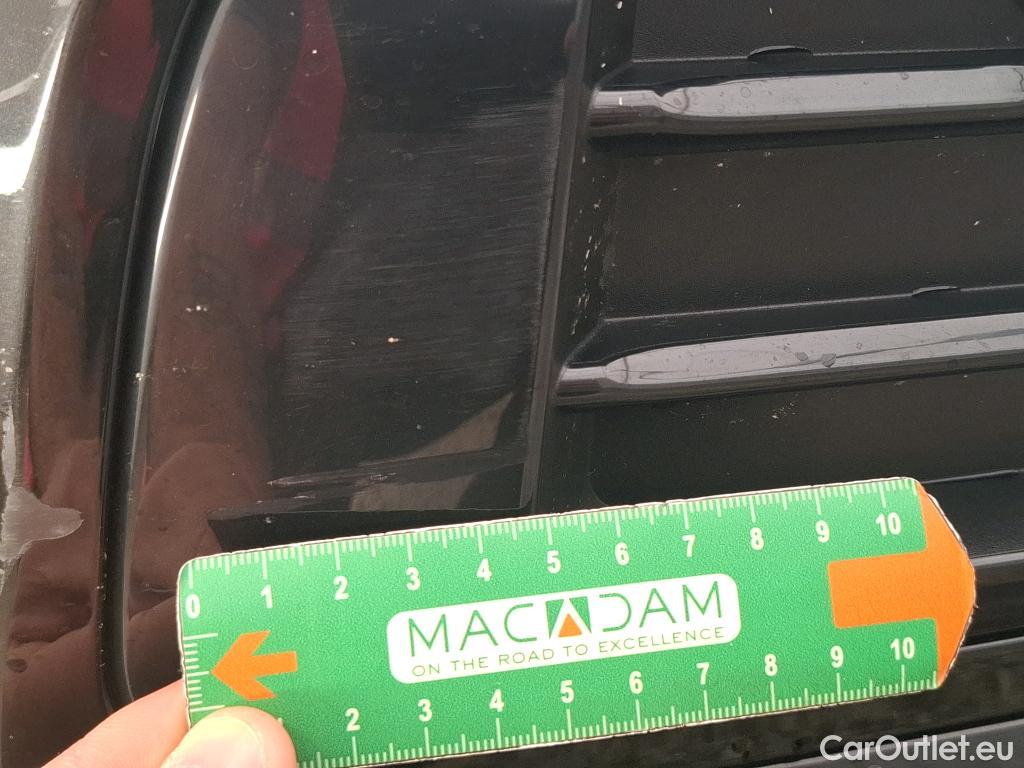 0 1 2 3 4 5 6 7 8 9 10
MACADAM
ON THE ROAD TO EXCELLENCE
2 3 4 5 6 7 8 9 10
CarOutlet.eu